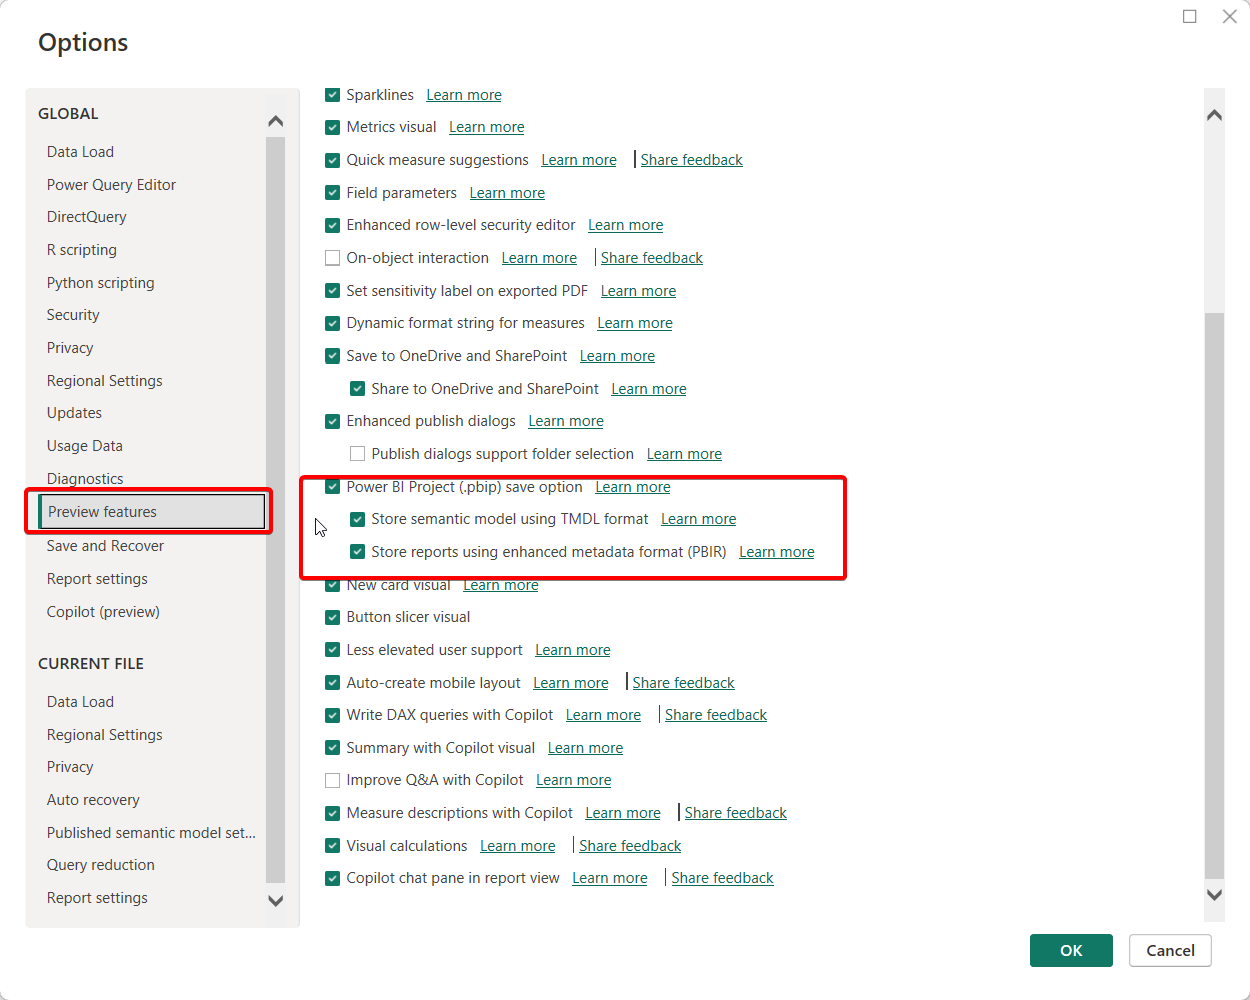 Options
GLOBAL
Data Load
Power Query Editor
DirectQuery
R scripting
Python scripting
Security
Privacy
Regional Settings
Updates
Usage Data
Diagnostics
Preview features
Save and Recover
Report settings
Copilot (preview)
CURRENT FILE
Data Load
Regional Settings
Privacy
Auto recovery
Published semantic model set...
Query reduction
Report settings
Sparklines Learn more
Metrics visual Learn more
Quick measure suggestions Learn more | Share feedback
Field parameters Learn more
Enhanced row-level security editor Learn more
On-object interaction Learn more | Share feedback
Set sensitivity label on exported PDF Learn more
Dynamic format string for measures Learn more
Save to OneDrive and SharePoint Learn more
Share to OneDrive and SharePoint Learn more
Enhanced publish dialogs Learn more
Publish dialogs support folder selection Learn more
Power BI Project (.pbip) save option Learn more
Store semantic model using TMDL format Learn more
Store reports using enhanced metadata format (PBIR) Learn more
New card visual Learn more
Button slicer visual
Less elevated user support Learn more
Auto-create mobile layout Learn more | Share feedback
Write DAX queries with Copilot Learn more | Share feedback
Summary with Copilot visual Learn more
Improve Q&A with Copilot Learn more
Measure descriptions with Copilot Learn more | Share feedback
Visual calculations Learn more | Share feedback
Copilot chat pane in report view Learn more | Share feedback
OK Cancel